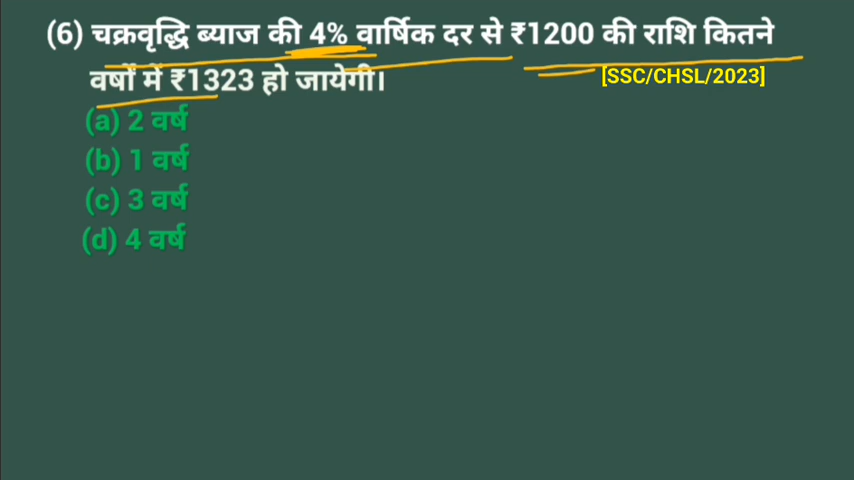 (6) चक्रवृद्धि ब्याज की 4% वार्षिक दर से ₹1200 की राशि कितने
वर्षों में ₹1323 हो जायेगी। [SSC/CHSL/2023]
(a) 2 वर्ष
(b) 1 वर्ष
(c) 3 वर्ष
(d) 4 वर्ष